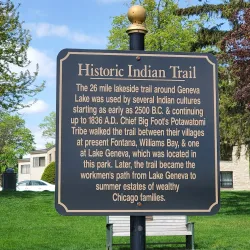 Historic Indian Trail
The 26 mile lakeside trail around Geneva
Lake was used by several Indian cultures
starting as early as 2500 B.C. & continuing
up to 1836 A.D. Chief Big Foot's Potawatomi
Tribe walked the trail between their villages
at present Fontana, Williams Bay, & one
at Lake Geneva, which was located in
this park. Later, the trail became the
workmen's path from Lake Geneva to
summer estates of wealthy
Chicago families.